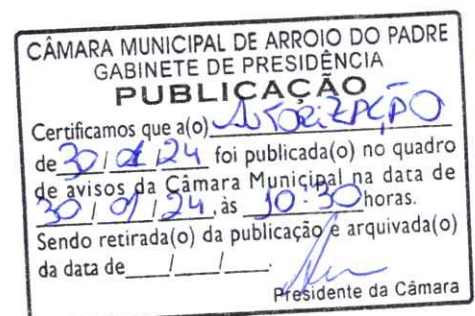 CÂMARA MUNICIPAL DE ARROIO DO PADRE
GABINETE DE PRESIDÊNCIA
PUBLICAÇÃO
Certificamos que a(o) AUTORIZAÇÃO
de 30/01/24 foi publicada(o) no quadro
de avisos da Câmara Municipal na data de
30/01/24, às 10:30 horas.
Sendo retirada(o) da publicação e arquivada(o)
da data de ___/___/___.
Presidente da Câmara